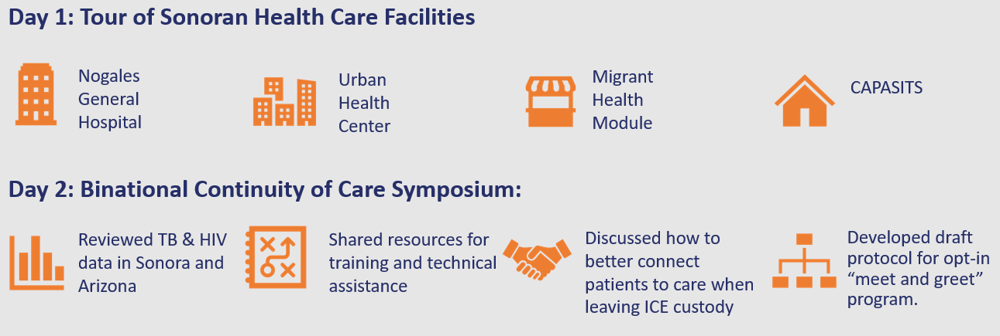 Day 1: Tour of Sonoran Health Care Facilities
Nogales
General
Hospital
Urban
Health
Center
Migrant
Health
Module
CAPASITS
Day 2: Binational Continuity of Care Symposium:
Reviewed TB & HIV
data in Sonora and
Arizona
Shared resources for
training and technical
assistance
Discussed how to
better connect
patients to care when
leaving ICE custody
Developed draft
protocol for opt-in
“meet and greet”
program.